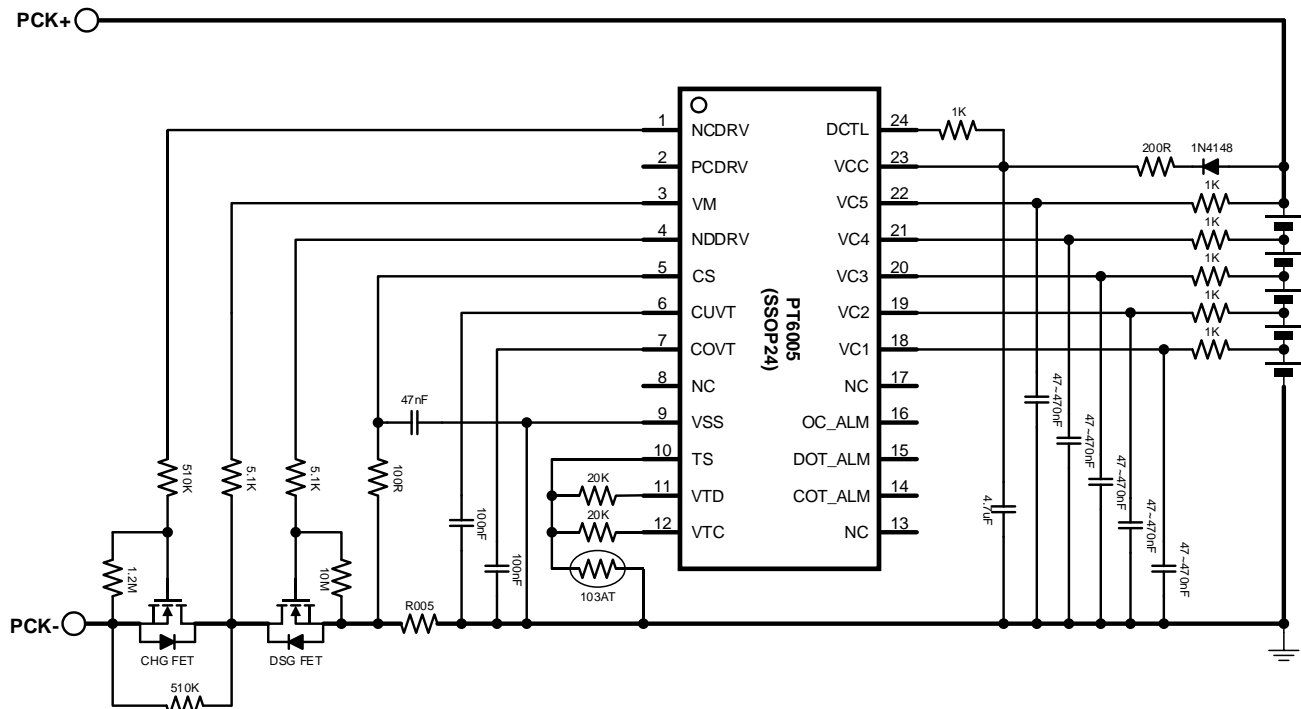 PCK+
1 NCDRV
2 PCDRV
3 VM
4 NDDRV
5 CS
6 CUVT
7 COVT
8 NC
9 VSS
10 TS
11 VTD
12 VTC
PT6005
(SSOP24)
DCTL 24
VCC 23
VC5 22
VC4 21
VC3 20
VC2 19
VC1 18
NC 17
OC_ALM 16
DOT_ALM 15
COT_ALM 14
NC 13
1K
200R
1N4148
1K
1K
1K
1K
1K
47nF
510K
5.1K
5.1K
100R
20K
20K
103AT
100nF
100nF
4.7uF
47~470nF
47~470nF
47~470nF
47~470nF
47~470nF
1.2M
10M
R005
PCK-
CHG FET
DSG FET
510K